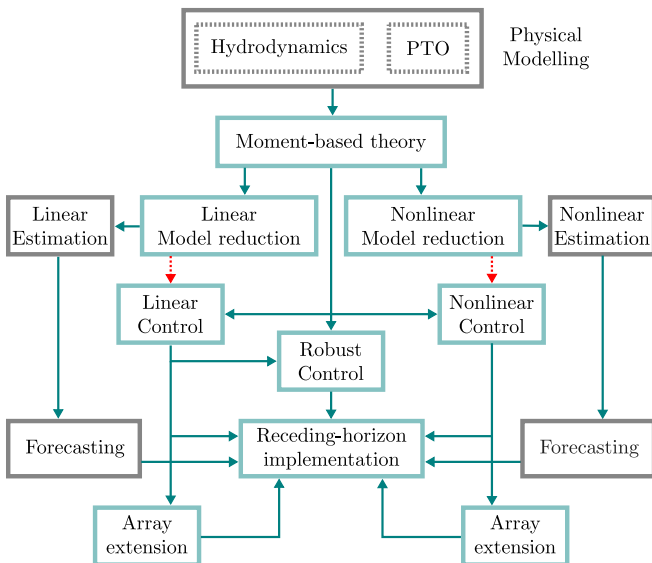 Hydrodynamics
PTO
Physical
Modelling
Moment-based theory
Linear
Estimation
Linear
Model reduction
Nonlinear
Model reduction
Nonlinear
Estimation
Linear
Control
Nonlinear
Control
Robust
Control
Forecasting
Receding-horizon
implementation
Forecasting
Array
extension
Array
extension